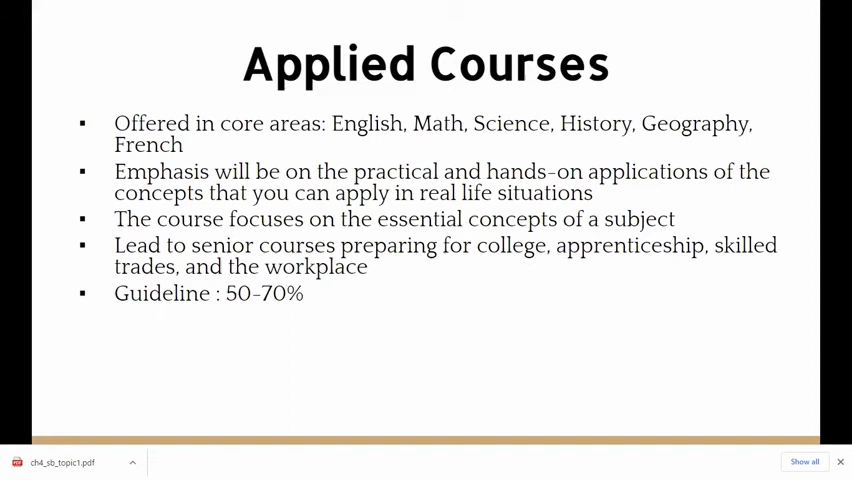 Applied Courses
▪ Offered in core areas: English, Math, Science, History, Geography,
French
▪ Emphasis will be on the practical and hands-on applications of the
concepts that you can apply in real life situations
▪ The course focuses on the essential concepts of a subject
▪ Lead to senior courses preparing for college, apprenticeship, skilled
trades, and the workplace
▪ Guideline : 50-70%
ch4_sb_topic1.pdf
Show all